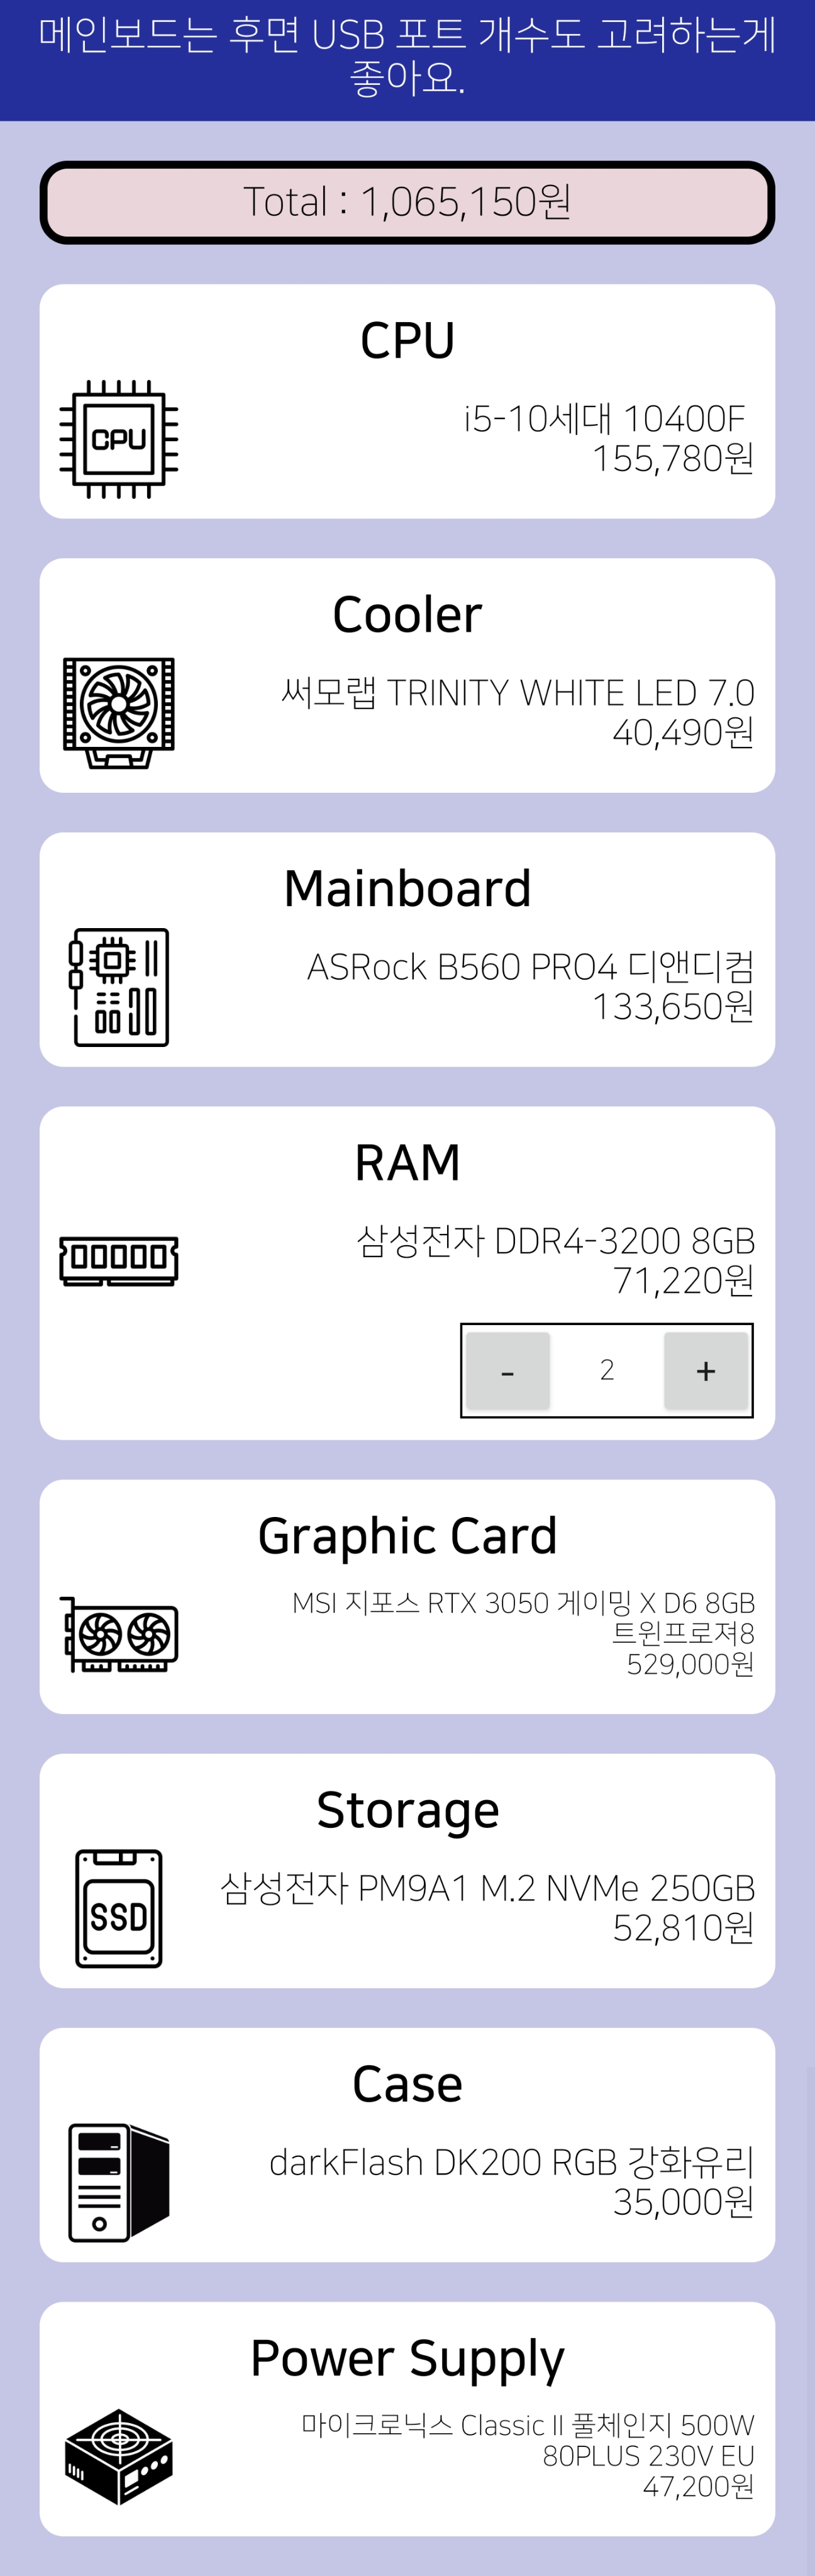 메인보드는 후면 USB 포트 개수도 고려하는게
좋아요.
Total : 1,065,150원
CPU
CPU
i5-10세대 10400F
155,780원
Cooler
써모랩 TRINITY WHITE LED 7.0
40,490원
Mainboard
ASRock B560 PRO4 디앤디컴
133,650원
RAM
삼성전자 DDR4-3200 8GB
71,220원
- 2 +
Graphic Card
MSI 지포스 RTX 3050 게이밍 X D6 8GB
트윈프로져8
529,000원
Storage
SSD
삼성전자 PM9A1 M.2 NVMe 250GB
52,810원
Case
darkFlash DK200 RGB 강화유리
35,000원
Power Supply
마이크로닉스 Classic II 풀체인지 500W
80PLUS 230V EU
47,200원